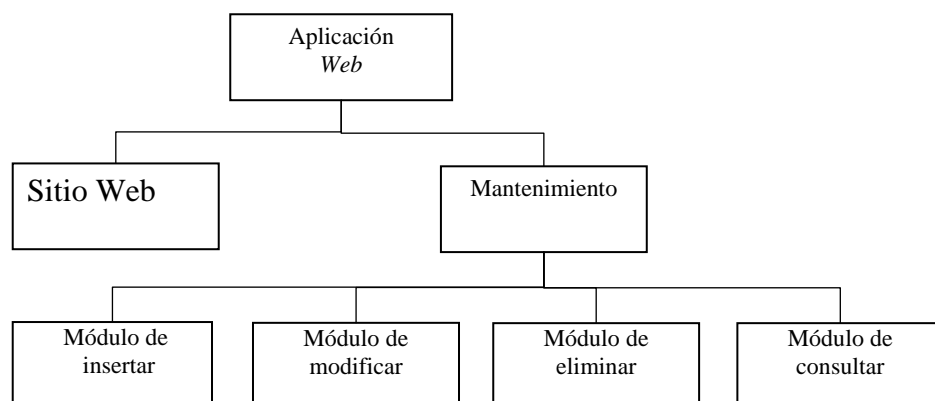 Aplicación
Web
Sitio Web
Mantenimiento
Módulo de
insertar
Módulo de
modificar
Módulo de
eliminar
Módulo de
consultar